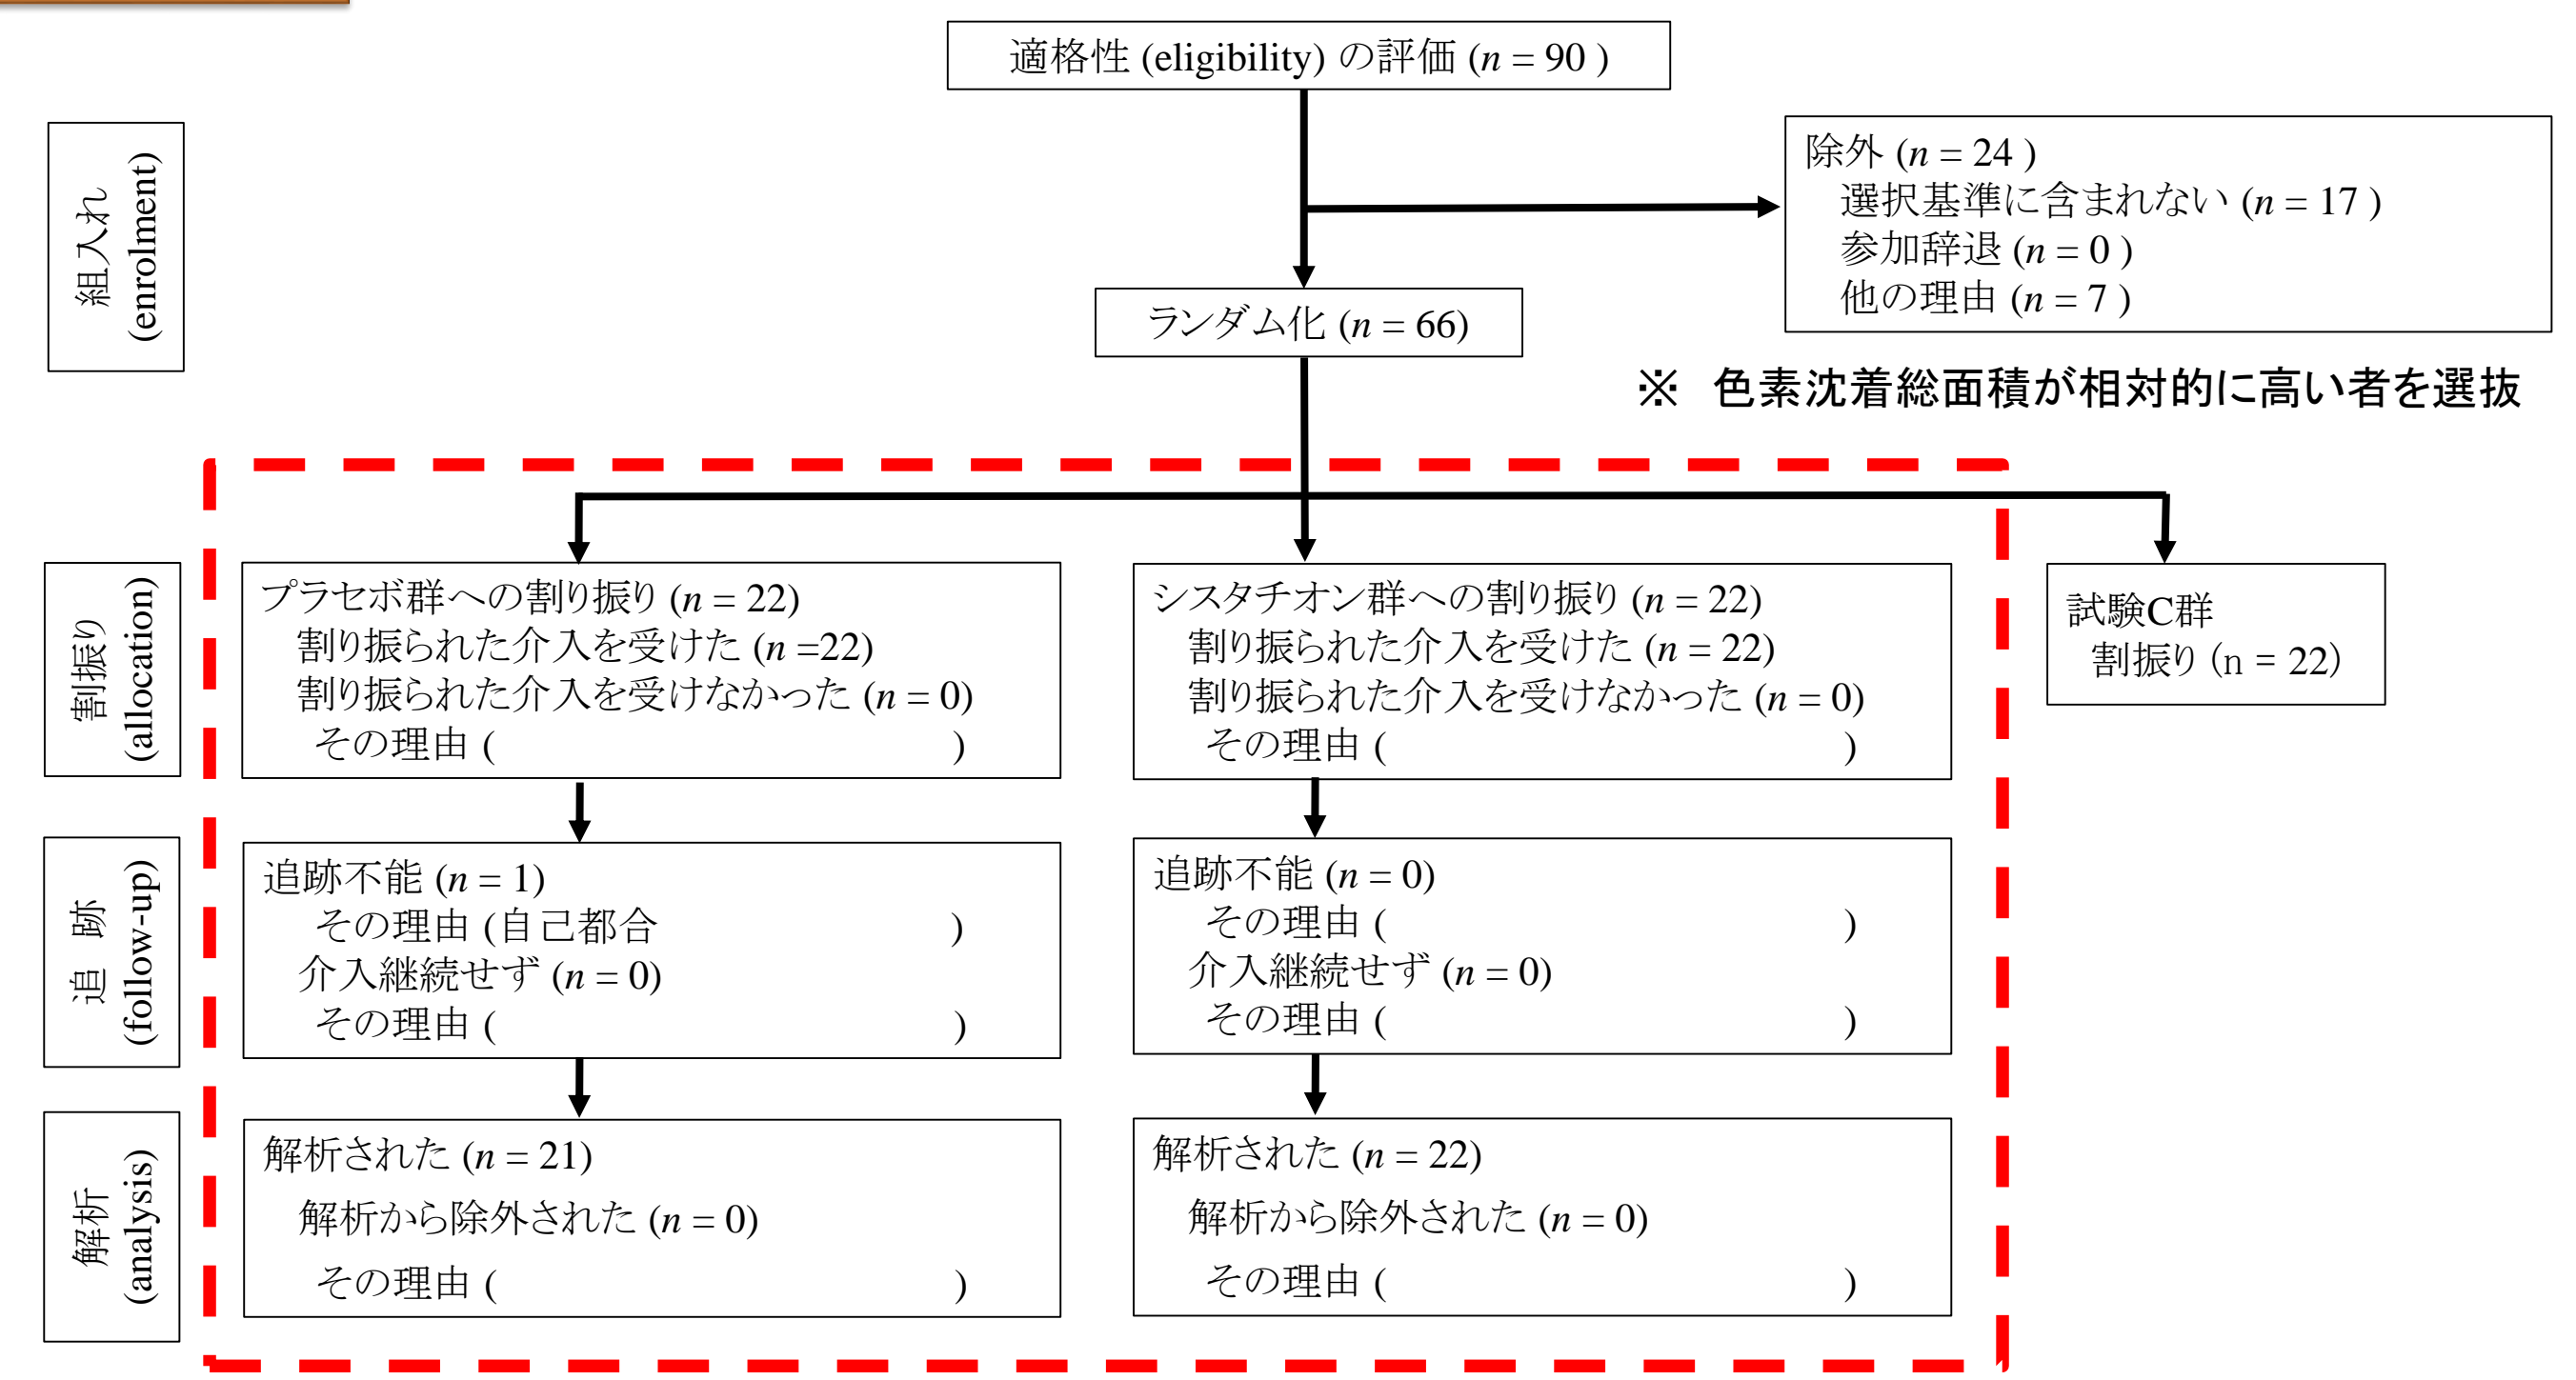 適格性 (eligibility) の評価 (n = 90 )
組入れ
(enrolment)
除外 (n = 24 )
選択基準に含まれない (n = 17 )
参加辞退 (n = 0 )
他の理由 (n = 7 )
ランダム化 (n = 66)
※ 色素沈着総面積が相対的に高い者を選抜
割振り
(allocation)
プラセボ群への割り振り (n = 22)
割り振られた介入を受けた (n =22)
割り振られた介入を受けなかった (n = 0)
その理由 ( )
シスタチオン群への割り振り (n = 22)
割り振られた介入を受けた (n = 22)
割り振られた介入を受けなかった (n = 0)
その理由 ( )
試験C群
割振り (n = 22)
追 跡
(follow-up)
追跡不能 (n = 1)
その理由 (自己都合 )
介入継続せず (n = 0)
その理由 ( )
追跡不能 (n = 0)
その理由 ( )
介入継続せず (n = 0)
その理由 ( )
解析
(analysis)
解析された (n = 21)
解析から除外された (n = 0)
その理由 ( )
解析された (n = 22)
解析から除外された (n = 0)
その理由 ( )